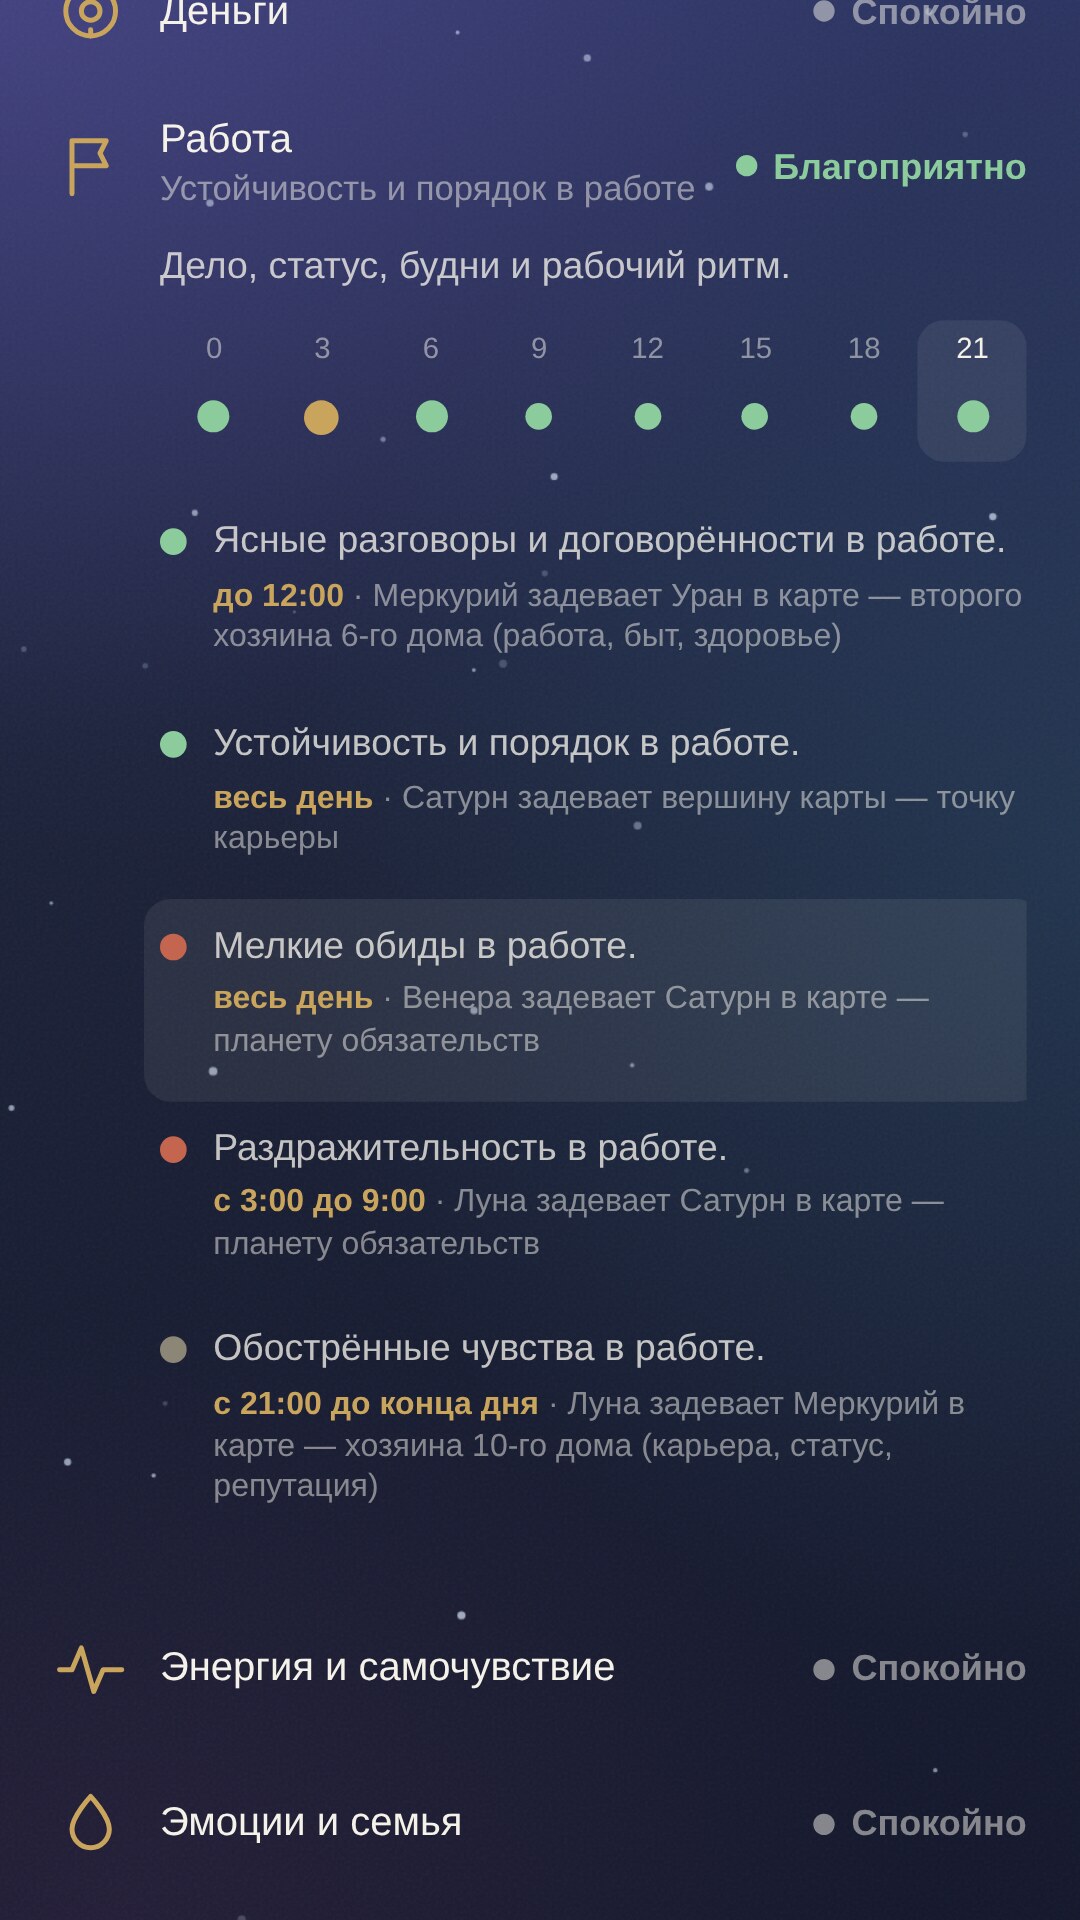 Деньги
Спокойно
Работа
Устойчивость и порядок в работе
Благоприятно
Дело, статус, будни и рабочий ритм.
0 3 6 9 12 15 18 21
Ясные разговоры и договорённости в работе.
до 12:00 · Меркурий задевает Уран в карте — второго
хозяина 6-го дома (работа, быт, здоровье)
Устойчивость и порядок в работе.
весь день · Сатурн задевает вершину карты — точку
карьеры
Мелкие обиды в работе.
весь день · Венера задевает Сатурн в карте —
планету обязательств
Раздражительность в работе.
с 3:00 до 9:00 · Луна задевает Сатурн в карте —
планету обязательств
Обострённые чувства в работе.
с 21:00 до конца дня · Луна задевает Меркурий в
карте — хозяина 10-го дома (карьера, статус,
репутация)
Энергия и самочувствие
Спокойно
Эмоции и семья
Спокойно